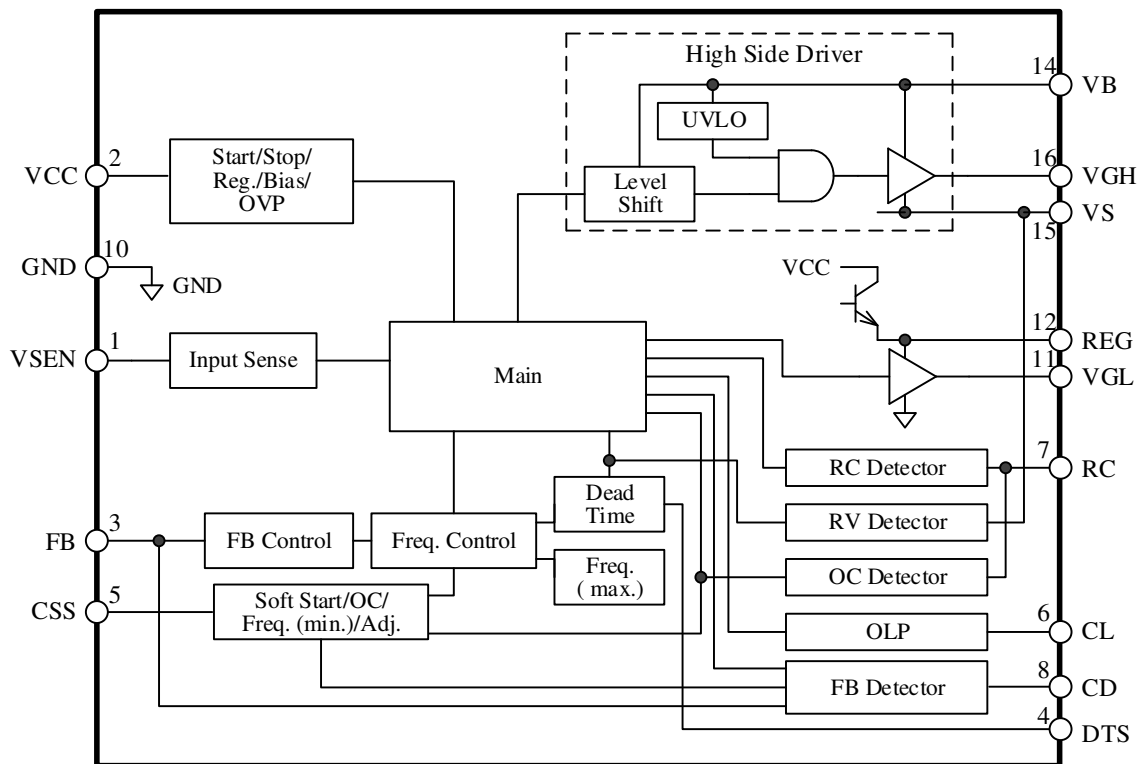 High Side Driver
14
VB
UVLO
2
VCC
Start/Stop/
Reg./Bias/
OVP
Level
Shift
16
VGH
VS
15
10
GND
GND
VCC
12
REG
1
VSEN
Input Sense
Main
11
VGL
7
RC
RC Detector
Dead
Time
RV Detector
3
FB
FB Control
Freq. Control
Freq.
( max.)
OC Detector
5
CSS
Soft Start/OC/
Freq. (min.)/Adj.
6
CL
OLP
8
CD
FB Detector
4
DTS